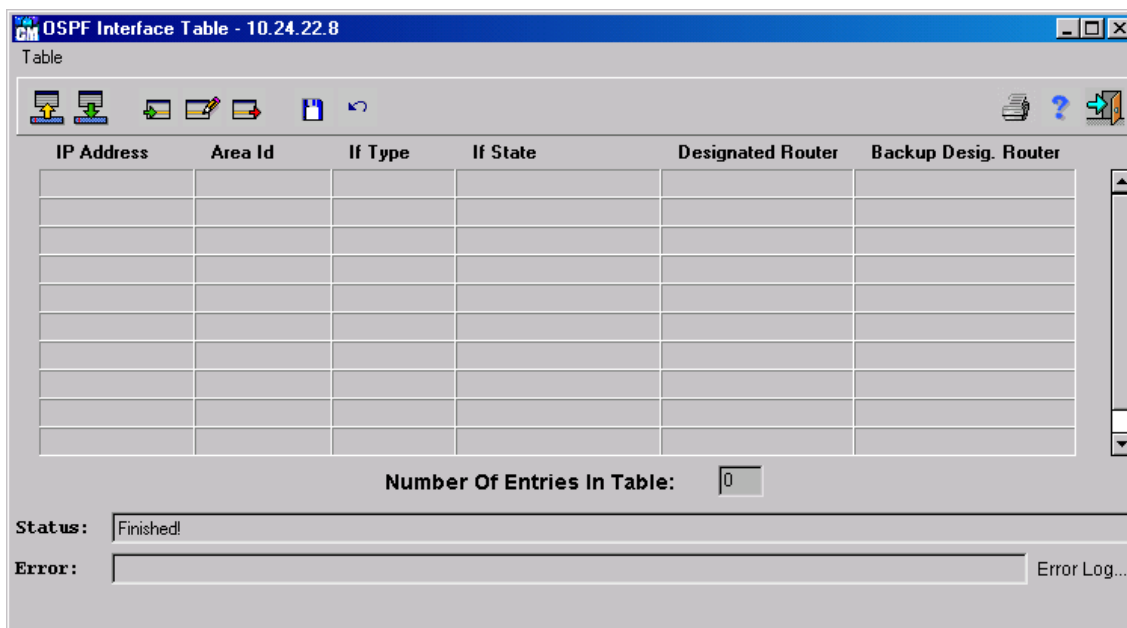 OSPF Interface Table - 10.24.22.8
Table
IP Address Area Id If Type If State Designated Router Backup Desig. Router
Number Of Entries In Table: 0
Status: Finished!
Error: Error Log...